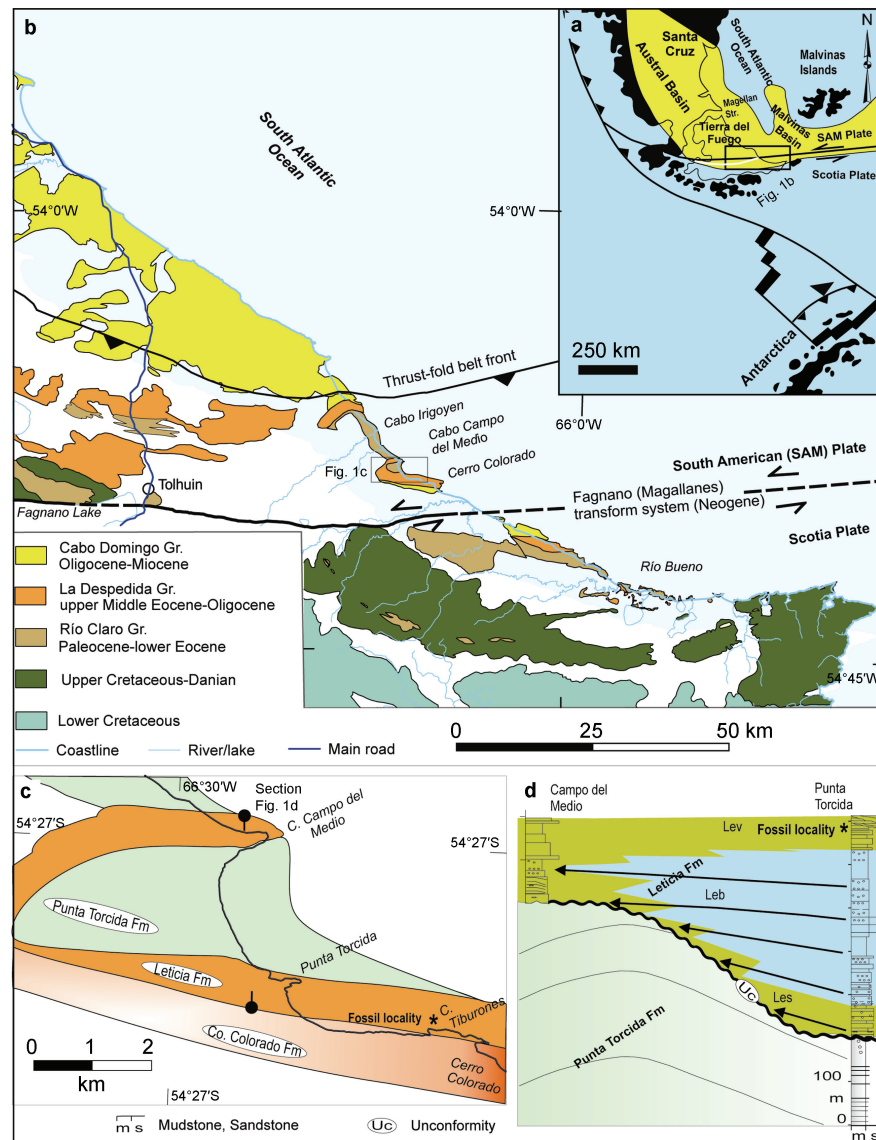 b
South Atlantic
Ocean
54°0'W
54°0'W
Thrust-fold belt front
Cabo Irigoyen
Cabo Campo
del Medio
66°0'W
Fig. 1c
Cerro Colorado
South American (SAM) Plate
Tolhuin
Fagnano Lake
Fagnano (Magallanes)
transform system (Neogene)
Scotia Plate
Río Bueno
54°45'W
Cabo Domingo Gr.
Oligocene-Miocene
La Despedida Gr.
upper Middle Eocene-Oligocene
Río Claro Gr.
Paleocene-lower Eocene
Upper Cretaceous-Danian
Lower Cretaceous
Coastline
River/lake
Main road
0 25 50 km
a
N
Santa
Cruz
South Atlantic
Ocean
Malvinas
Islands
Austral Basin
Magellan
Str.
Malvinas
Basin
Tierra del
Fuego
SAM Plate
Scotia Plate
Fig. 1b
250 km
Antarctica
c
66°30'W
Section
Fig. 1d
C. Campo del
Medio
54°27'S
54°27'S
Punta Torcida Fm
Punta Torcida
Leticia Fm
Fossil locality *
C.
Tiburones
Co. Colorado Fm
Cerro
Colorado
0 1 2
km
54°27'S
d
Campo del
Medio
Punta
Torcida
Lev
Fossil locality *
Leticia Fm
Leb
Les
Uc
Punta Torcida Fm
100
m
0
m s
m s Mudstone, Sandstone
Uc Unconformity